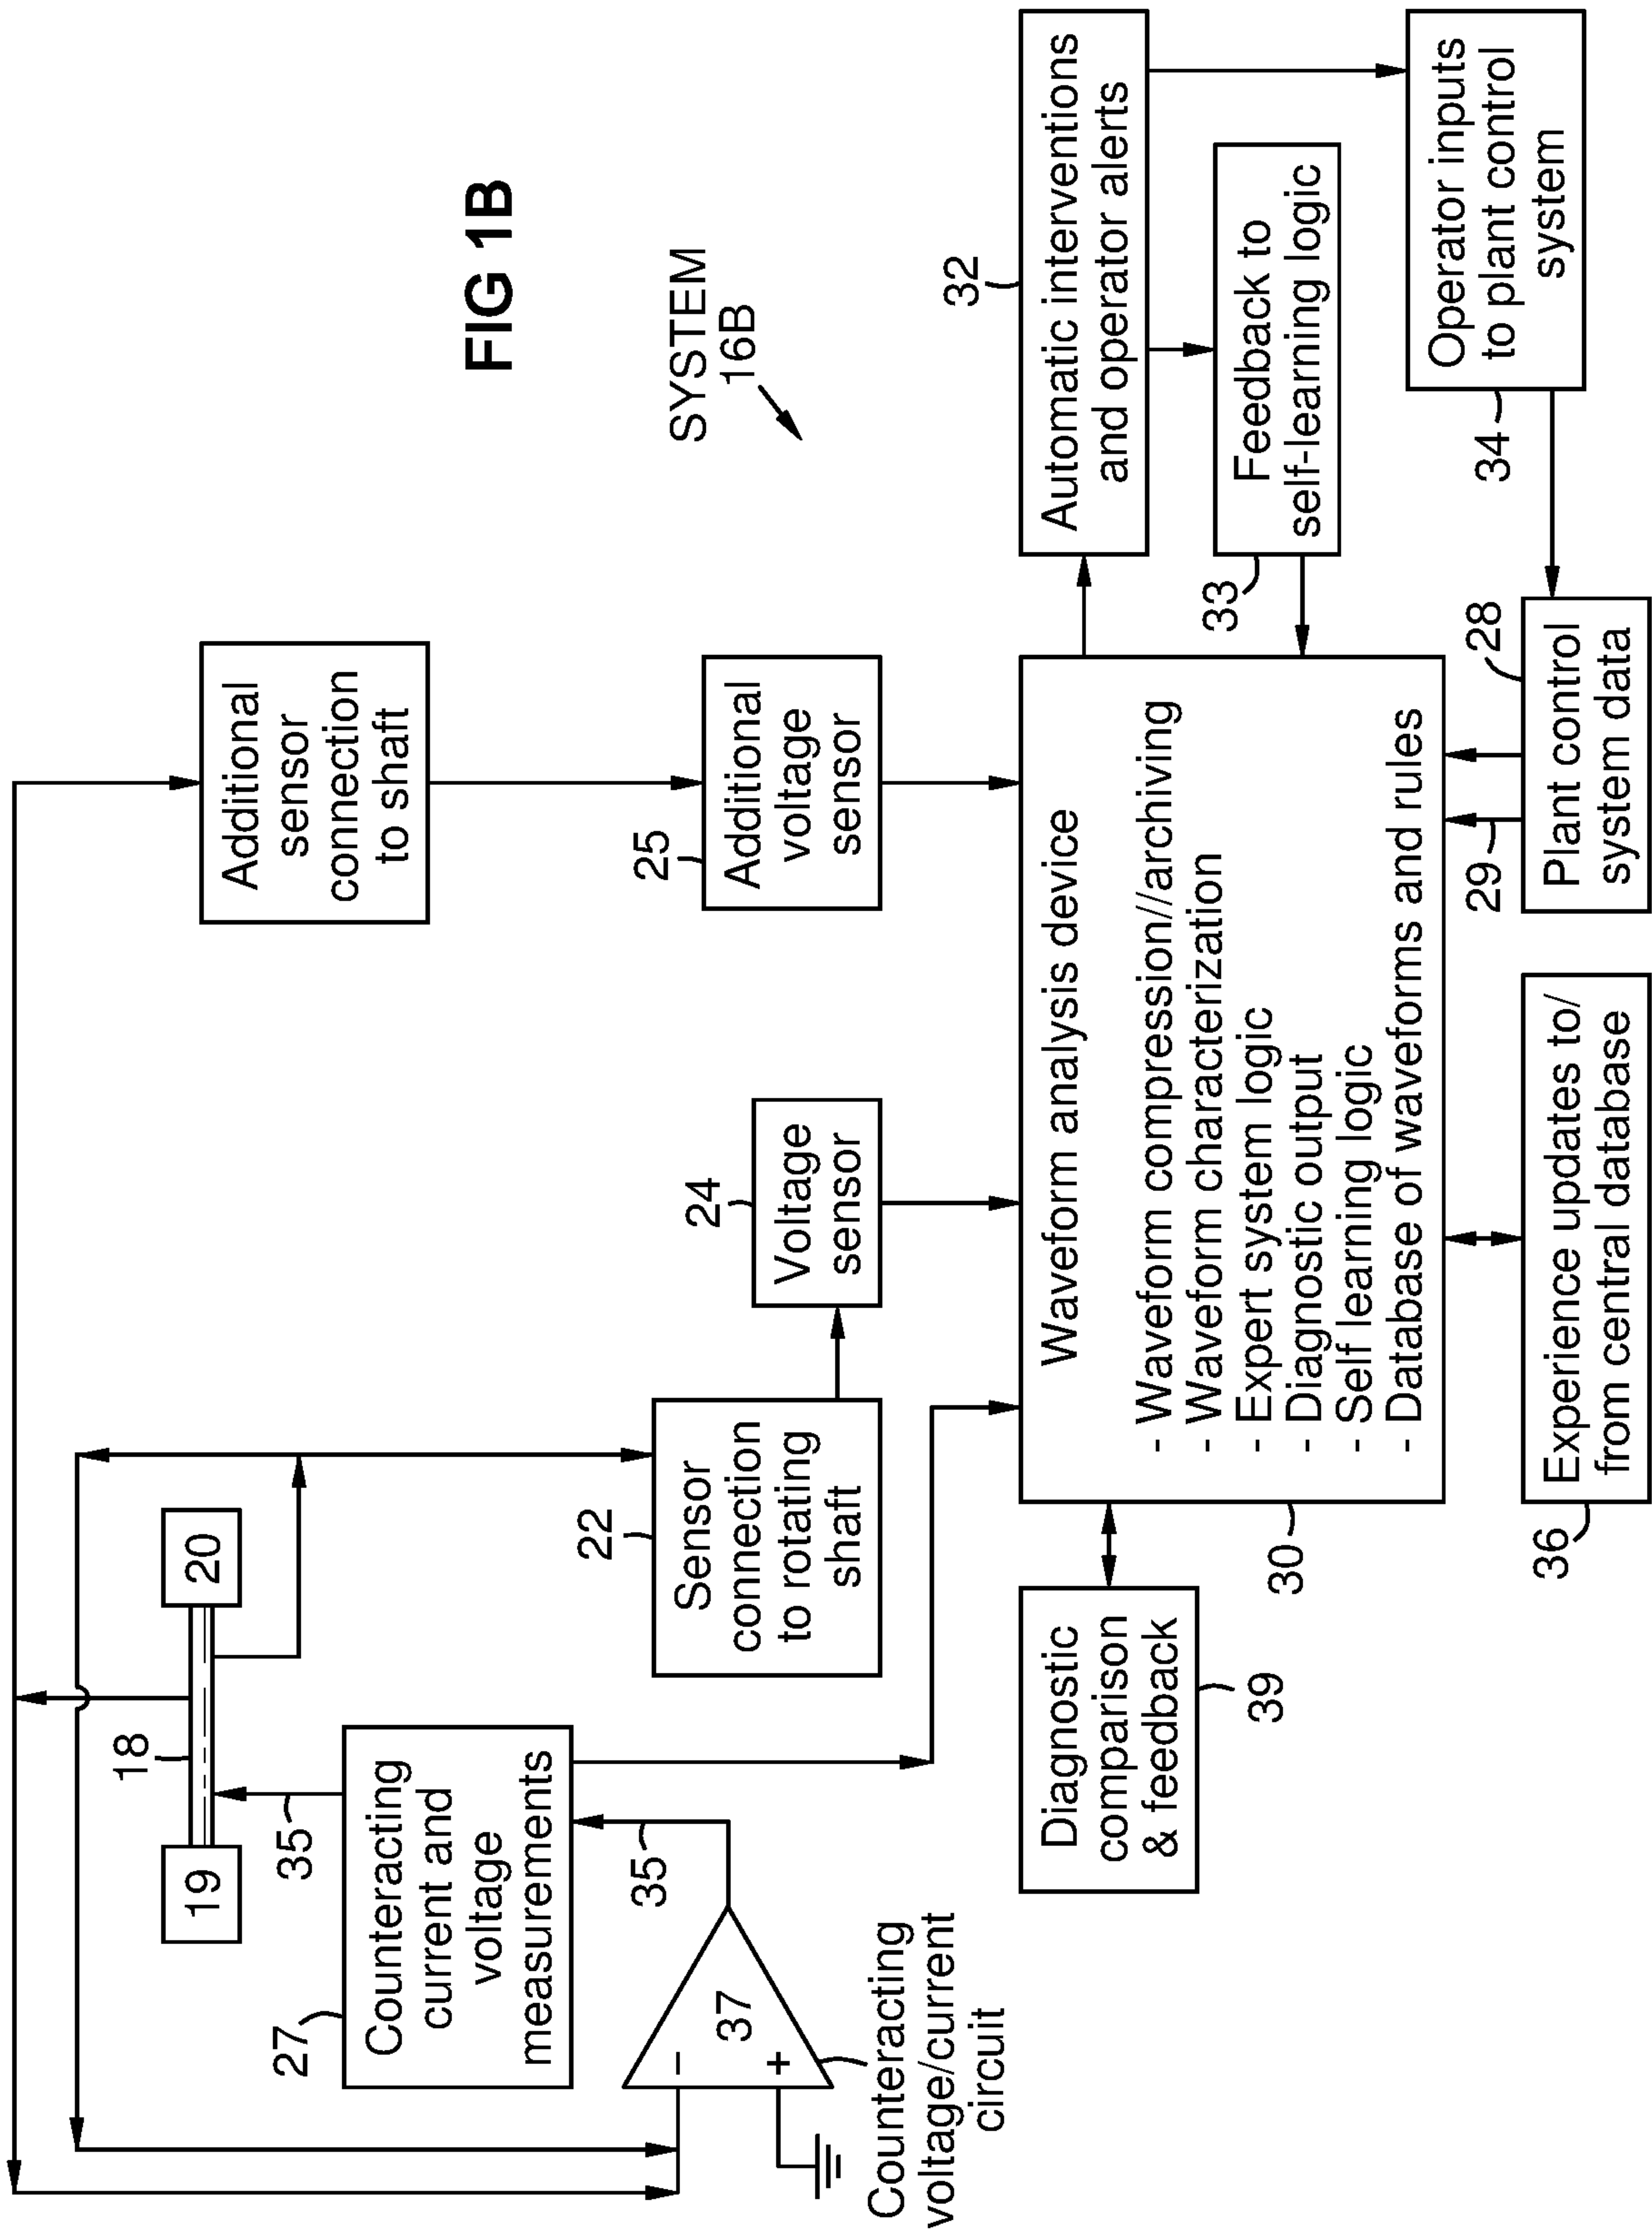 FIG 1B
SYSTEM
16B
18
19
20
35
Counteracting
current and
voltage
measurements
27
35
37
−
+
Counteracting
voltage/current
circuit
22
Sensor
connection
to rotating
shaft
24
Voltage
sensor
Additional
sensor
connection
to shaft
25
Additional
voltage
sensor
Waveform analysis device
- Waveform compression//archiving
- Waveform characterization
- Expert system logic
- Diagnostic output
- Self learning logic
- Database of waveforms and rules
30
Diagnostic
comparison
& feedback
39
32
Automatic interventions
and operator alerts
Feedback to
self-learning logic
33
Operator inputs
to plant control
system
34
28
Plant control
system data
29
Experience updates to/
from central database
36